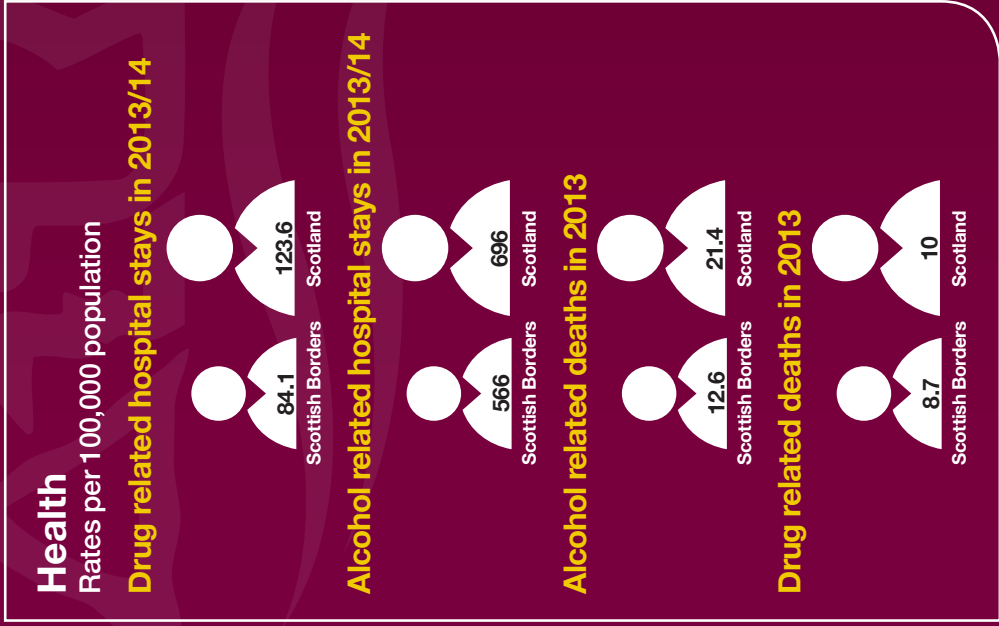 Health
Rates per 100,000 population
Drug related hospital stays in 2013/14
84.1
Scottish Borders
123.6
Scotland
Alcohol related hospital stays in 2013/14
566
Scottish Borders
696
Scotland
Alcohol related deaths in 2013
12.6
Scottish Borders
21.4
Scotland
Drug related deaths in 2013
8.7
Scottish Borders
10
Scotland